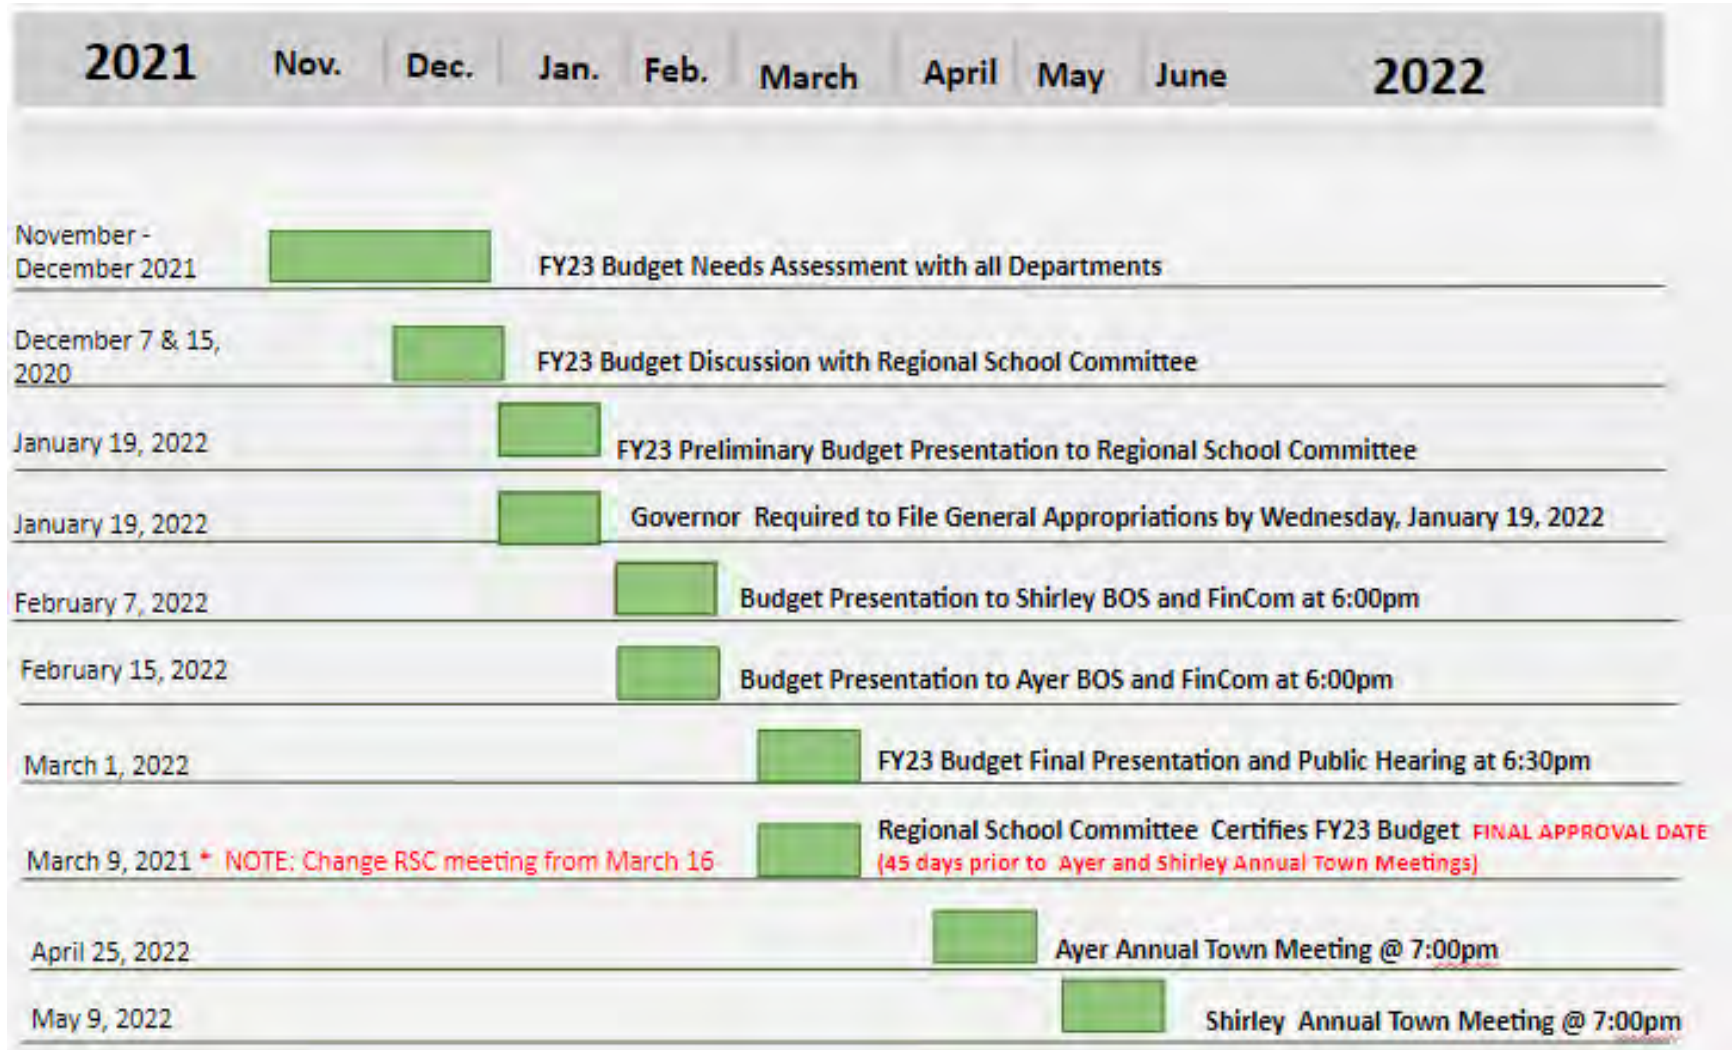 2021 Nov. Dec. Jan. Feb. March April May June 2022
November -
December 2021
FY23 Budget Needs Assessment with all Departments
December 7 & 15,
2020
FY23 Budget Discussion with Regional School Committee
January 19, 2022
FY23 Preliminary Budget Presentation to Regional School Committee
January 19, 2022
Governor Required to File General Appropriations by Wednesday, January 19, 2022
February 7, 2022
Budget Presentation to Shirley BOS and FinCom at 6:00pm
February 15, 2022
Budget Presentation to Ayer BOS and FinCom at 6:00pm
March 1, 2022
FY23 Budget Final Presentation and Public Hearing at 6:30pm
March 9, 2021 * NOTE: Change RSC meeting from March 16
Regional School Committee Certifies FY23 Budget FINAL APPROVAL DATE
(45 days prior to Ayer and Shirley Annual Town Meetings)
April 25, 2022
Ayer Annual Town Meeting @ 7:00pm
May 9, 2022
Shirley Annual Town Meeting @ 7:00pm